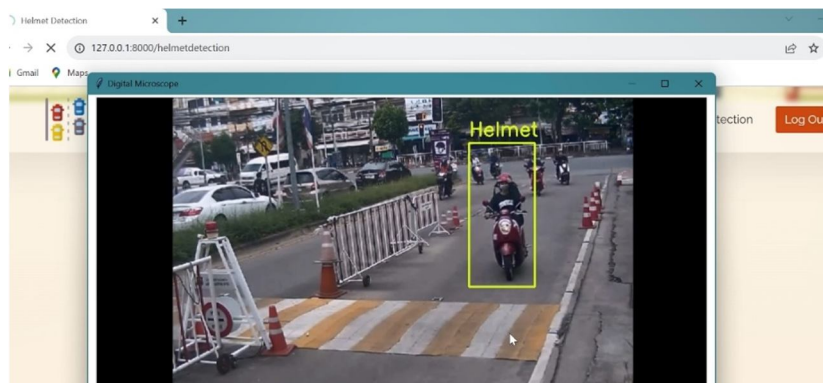 Helmet Detection
127.0.0.1:8000/helmetdetection
Gmail
Maps
Digital Microscope
tection
Log Ou
Helmet